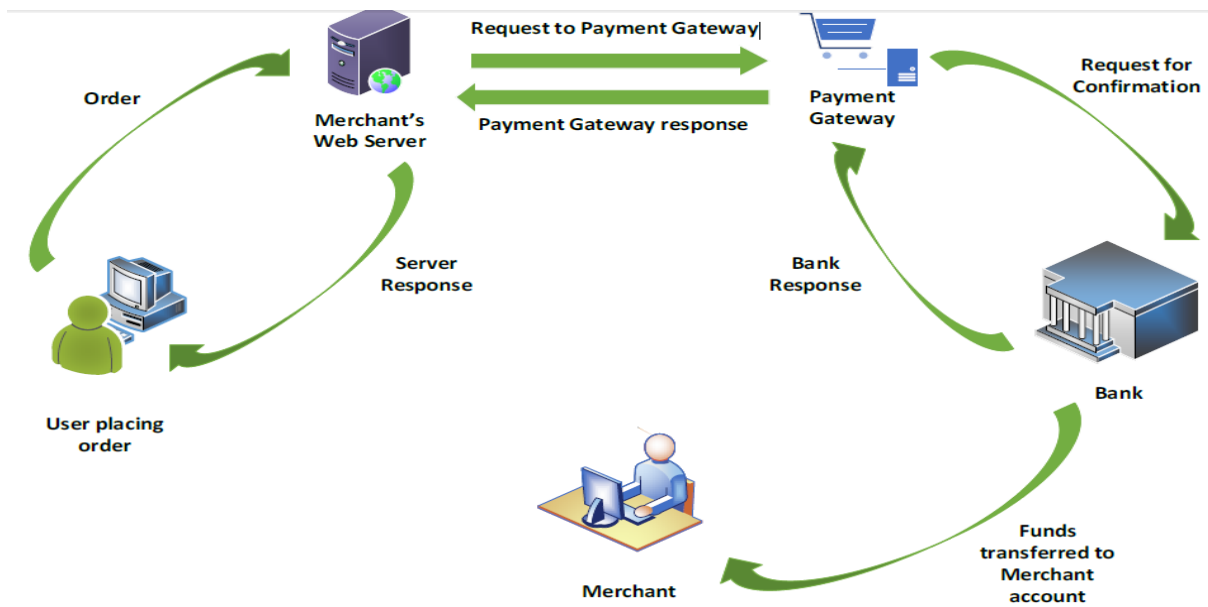 Request to Payment Gateway
Order
Merchant's
Web Server
Payment Gateway response
Payment
Gateway
Request for
Confirmation
Server
Response
Bank
Response
User placing
order
Bank
Merchant
Funds
transferred to
Merchant
account